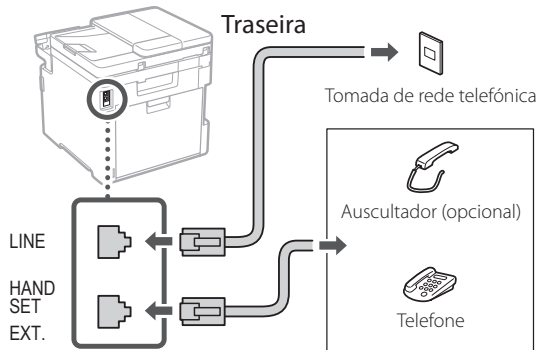 Traseira
Tomada de rede telefónica
Auscultador (opcional)
LINE
HAND
SET
EXT.
Telefone